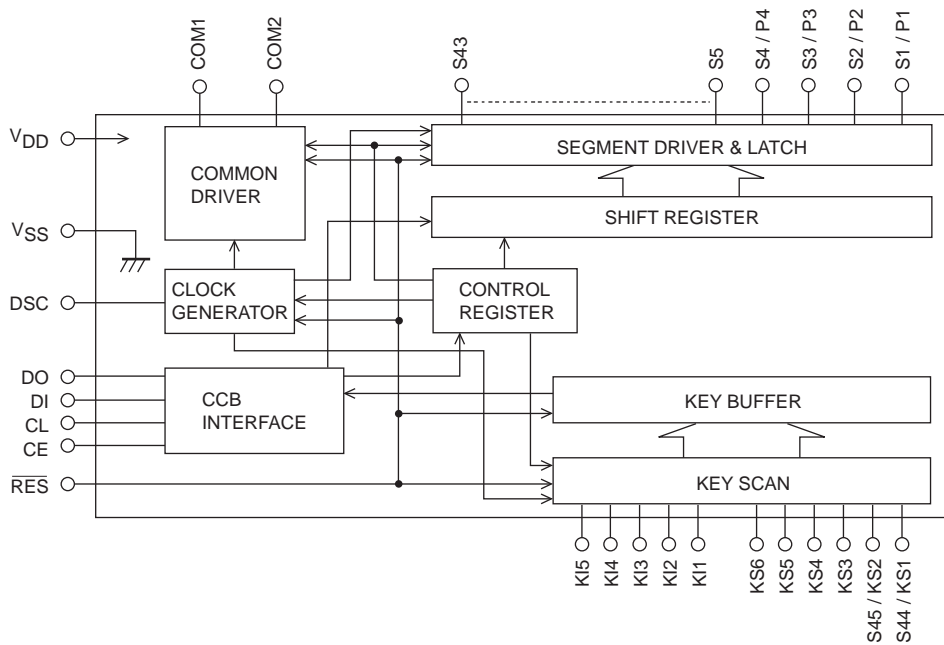 COM1
COM2
S43
S5
S4 / P4
S3 / P3
S2 / P2
S1 / P1
VDD
COMMON
DRIVER
SEGMENT DRIVER & LATCH
SHIFT REGISTER
VSS
DSC
CLOCK
GENERATOR
CONTROL
REGISTER
DO
DI
CL
CE
CCB
INTERFACE
KEY BUFFER
RES
KEY SCAN
KI5
KI4
KI3
KI2
KI1
KS6
KS5
KS4
KS3
S45 / KS2
S44 / KS1